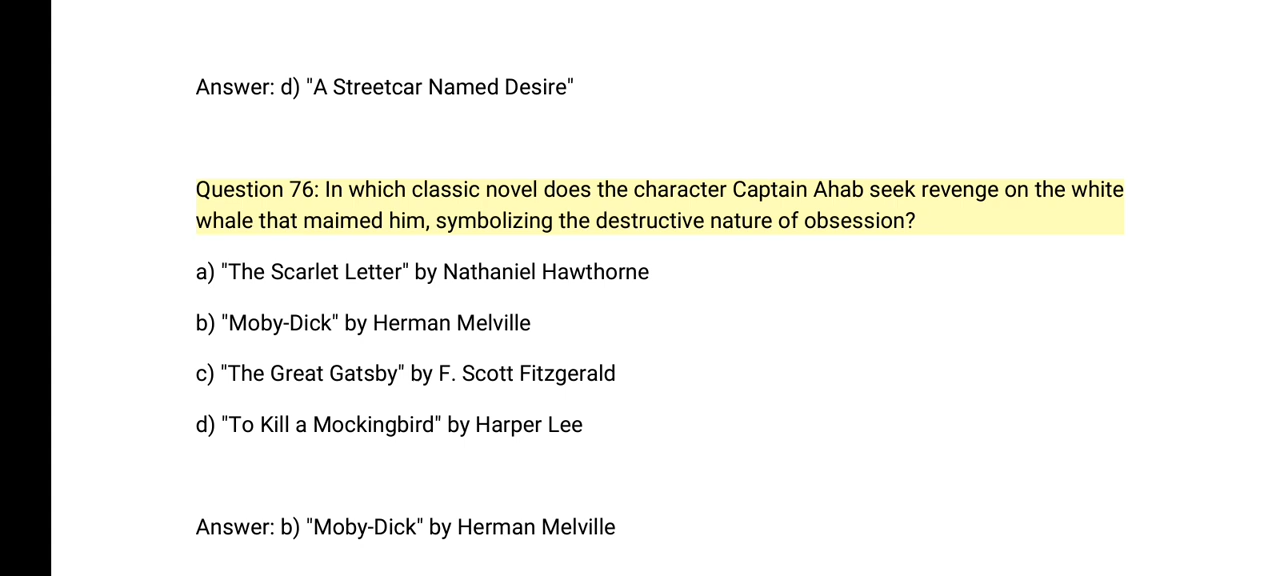 Answer: d) "A Streetcar Named Desire"
Question 76: In which classic novel does the character Captain Ahab seek revenge on the white
whale that maimed him, symbolizing the destructive nature of obsession?
a) "The Scarlet Letter" by Nathaniel Hawthorne
b) "Moby-Dick" by Herman Melville
c) "The Great Gatsby" by F. Scott Fitzgerald
d) "To Kill a Mockingbird" by Harper Lee
Answer: b) "Moby-Dick" by Herman Melville